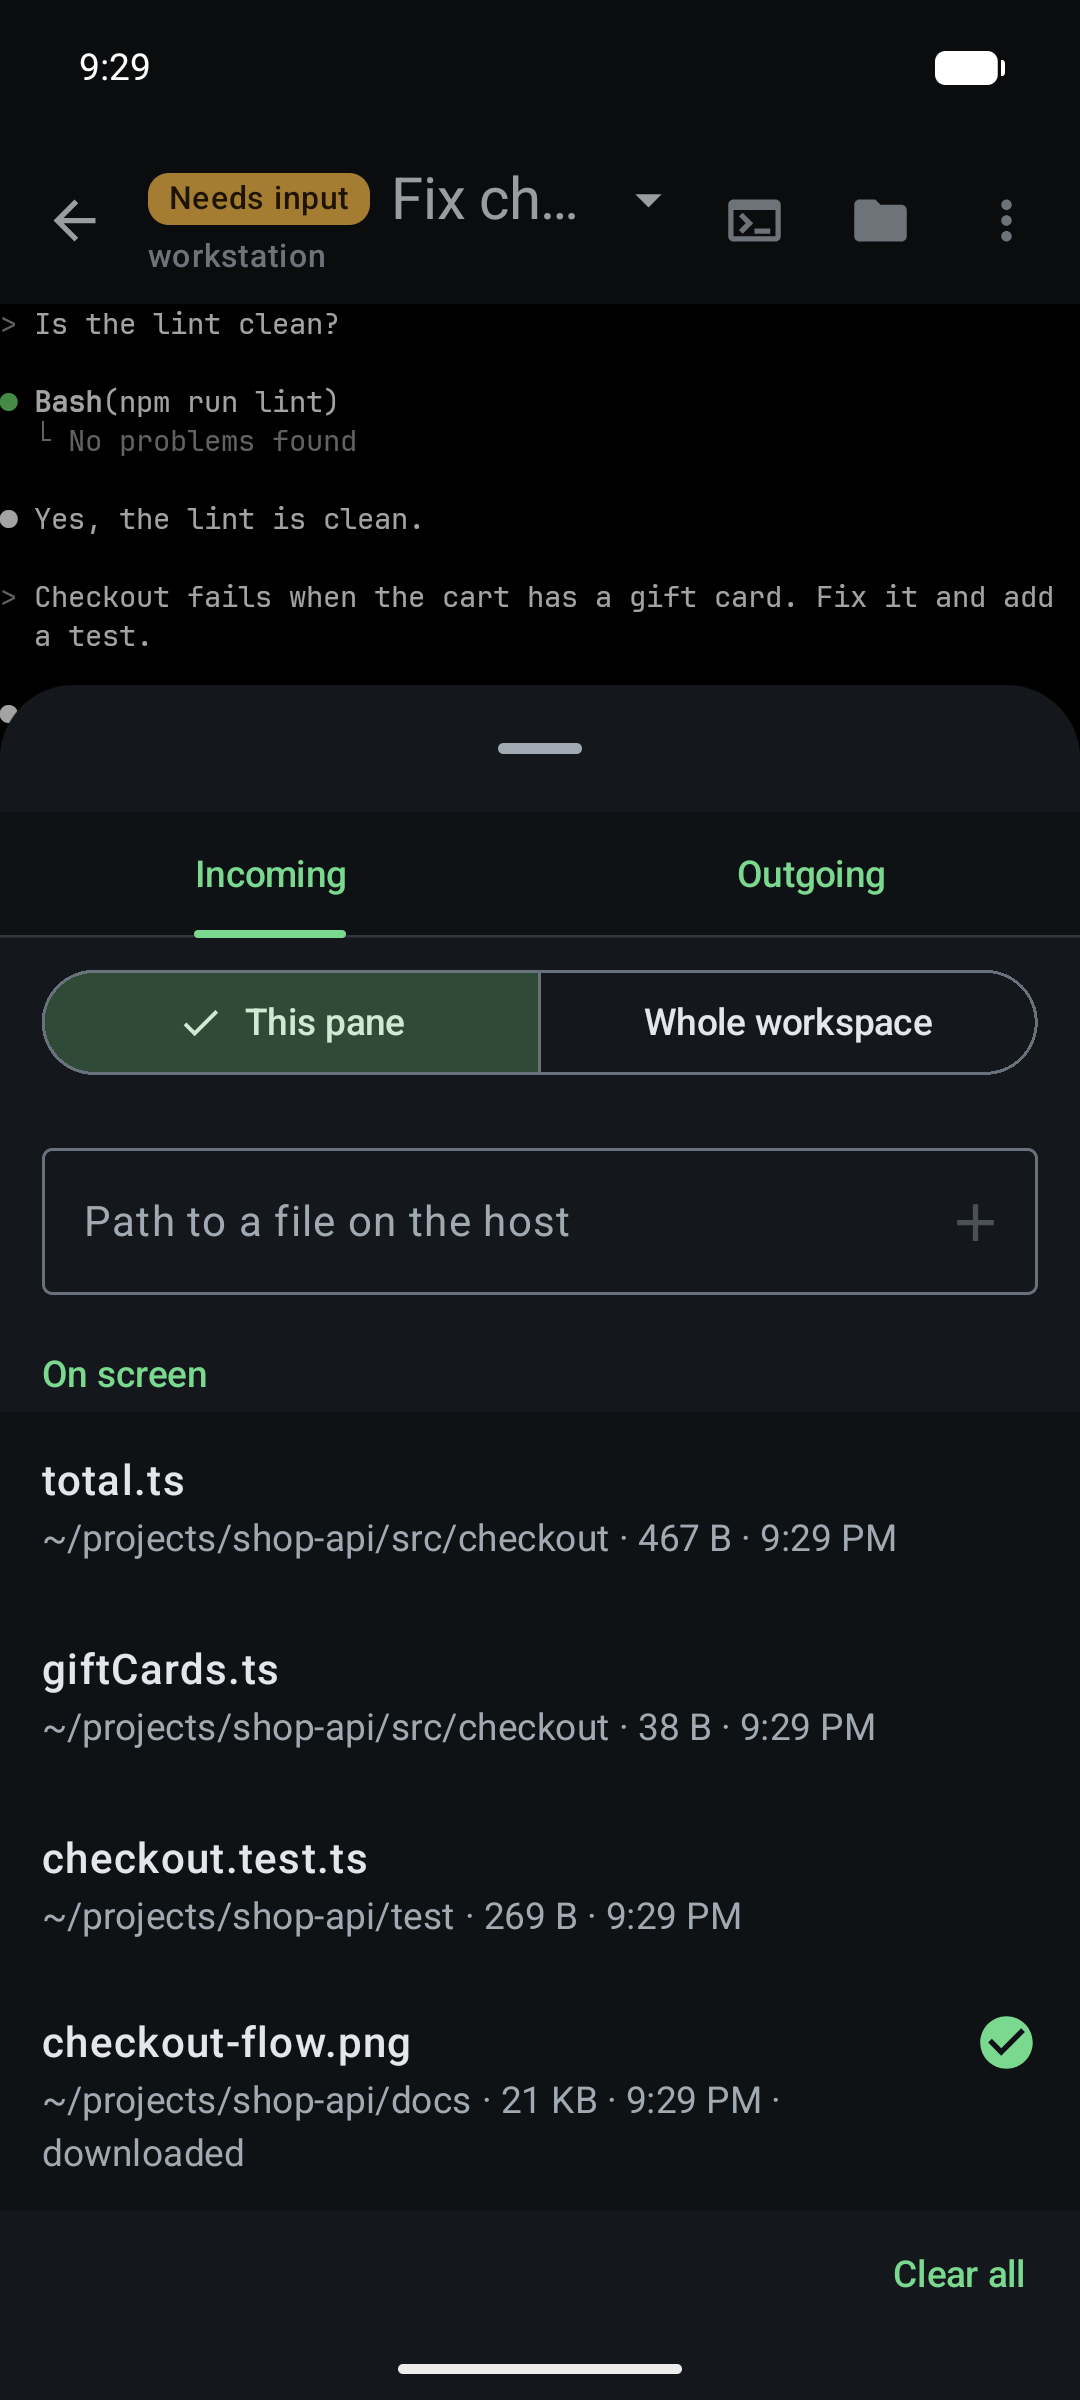 9:29
Needs input Fix ch...
workstation
> Is the lint clean?
● Bash(npm run lint)
└ No problems found
● Yes, the lint is clean.
> Checkout fails when the cart has a gift card. Fix it and add
a test.
Incoming Outgoing
This pane Whole workspace
Path to a file on the host
On screen
total.ts
~/projects/shop-api/src/checkout · 467 B · 9:29 PM
giftCards.ts
~/projects/shop-api/src/checkout · 38 B · 9:29 PM
checkout.test.ts
~/projects/shop-api/test · 269 B · 9:29 PM
checkout-flow.png
~/projects/shop-api/docs · 21 KB · 9:29 PM ·
downloaded
Clear all